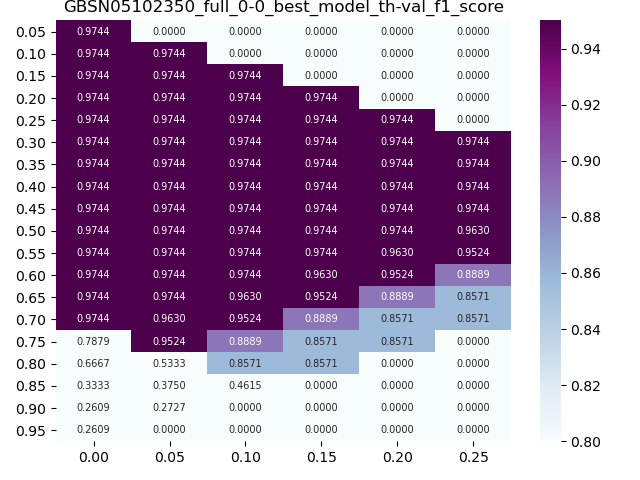 GBSN05102350_full_0-0_best_model_th-val_f1_score
0.05 0.9744 0.0000 0.0000 0.0000 0.0000 0.0000
0.10 0.9744 0.9744 0.0000 0.0000 0.0000 0.0000
0.15 0.9744 0.9744 0.9744 0.0000 0.0000 0.0000
0.20 0.9744 0.9744 0.9744 0.9744 0.0000 0.0000
0.25 0.9744 0.9744 0.9744 0.9744 0.9744 0.0000
0.30 0.9744 0.9744 0.9744 0.9744 0.9744 0.9744
0.35 0.9744 0.9744 0.9744 0.9744 0.9744 0.9744
0.40 0.9744 0.9744 0.9744 0.9744 0.9744 0.9744
0.45 0.9744 0.9744 0.9744 0.9744 0.9744 0.9744
0.50 0.9744 0.9744 0.9744 0.9744 0.9744 0.9630
0.55 0.9744 0.9744 0.9744 0.9744 0.9630 0.9524
0.60 0.9744 0.9744 0.9744 0.9630 0.9524 0.8889
0.65 0.9744 0.9744 0.9630 0.9524 0.8889 0.8571
0.70 0.9744 0.9630 0.9524 0.8889 0.8571 0.8571
0.75 0.7879 0.9524 0.8889 0.8571 0.8571 0.0000
0.80 0.6667 0.5333 0.8571 0.8571 0.0000 0.0000
0.85 0.3333 0.3750 0.4615 0.0000 0.0000 0.0000
0.90 0.2609 0.2727 0.0000 0.0000 0.0000 0.0000
0.95 0.2609 0.0000 0.0000 0.0000 0.0000 0.0000
0.00 0.05 0.10 0.15 0.20 0.25
0.94
0.92
0.90
0.88
0.86
0.84
0.82
0.80